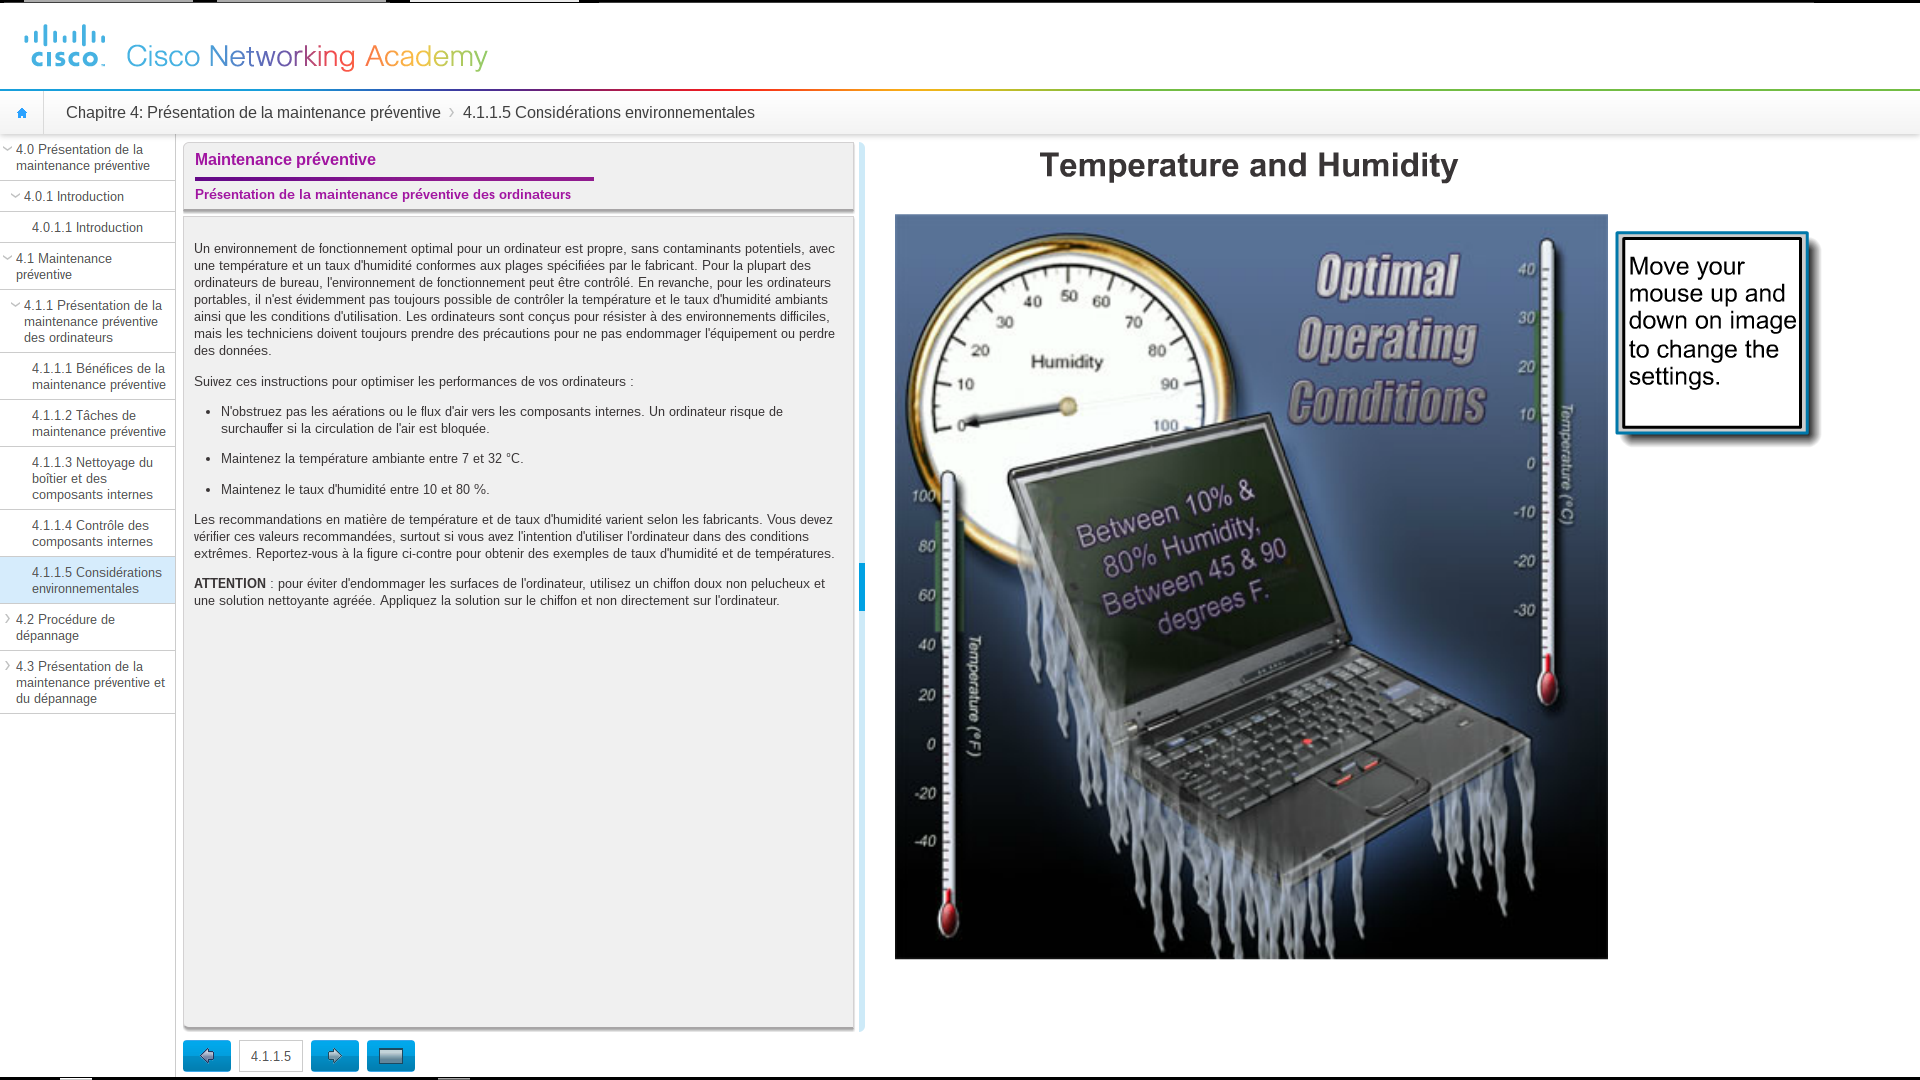 cisco
Cisco Networking Academy
Chapitre 4: Présentation de la maintenance préventive 4.1.1.5 Considérations environnementales
4.0 Présentation de la
maintenance préventive
4.0.1 Introduction
4.0.1.1 Introduction
4.1 Maintenance
préventive
4.1.1 Présentation de la
maintenance préventive
des ordinateurs
4.1.1.1 Bénéfices de la
maintenance préventive
4.1.1.2 Tâches de
maintenance préventive
4.1.1.3 Nettoyage du
boîtier et des
composants internes
4.1.1.4 Contrôle des
composants internes
4.1.1.5 Considérations
environnementales
4.2 Procédure de
dépannage
4.3 Présentation de la
maintenance préventive et
du dépannage
Maintenance préventive
Présentation de la maintenance préventive des ordinateurs
Un environnement de fonctionnement optimal pour un ordinateur est propre, sans contaminants potentiels, avec
une température et un taux d'humidité conformes aux plages spécifiées par le fabricant. Pour la plupart des
ordinateurs de bureau, l'environnement de fonctionnement peut être contrôlé. En revanche, pour les ordinateurs
portables, il n'est évidemment pas toujours possible de contrôler la température et le taux d'humidité ambiants
ainsi que les conditions d'utilisation. Les ordinateurs sont conçus pour résister à des environnements difficiles,
mais les techniciens doivent toujours prendre des précautions pour ne pas endommager l'équipement ou perdre
des données.
Suivez ces instructions pour optimiser les performances de vos ordinateurs :
• N'obstruez pas les aérations ou le flux d'air vers les composants internes. Un ordinateur risque de
surchauffer si la circulation de l'air est bloquée.
• Maintenez la température ambiante entre 7 et 32 °C.
• Maintenez le taux d'humidité entre 10 et 80 %.
Les recommandations en matière de température et de taux d'humidité varient selon les fabricants. Vous devez
vérifier ces valeurs recommandées, surtout si vous avez l'intention d'utiliser l'ordinateur dans des conditions
extrêmes. Reportez-vous à la figure ci-contre pour obtenir des exemples de taux d'humidité et de températures.
ATTENTION : pour éviter d'endommager les surfaces de l'ordinateur, utilisez un chiffon doux non pelucheux et
une solution nettoyante agréée. Appliquez la solution sur le chiffon et non directement sur l'ordinateur.
4.1.1.5
Temperature and Humidity
0
10
20
30
40
50
60
70
80
90
100
Humidity
Optimal
Operating
Conditions
40
30
20
10
0
-10
-20
-30
Temperature (°C)
100
80
60
40
20
0
-20
-40
Temperature (°F)
Between 10% &
80% Humidity,
Between 45 & 90
degrees F.
Move your
mouse up and
down on image
to change the
settings.